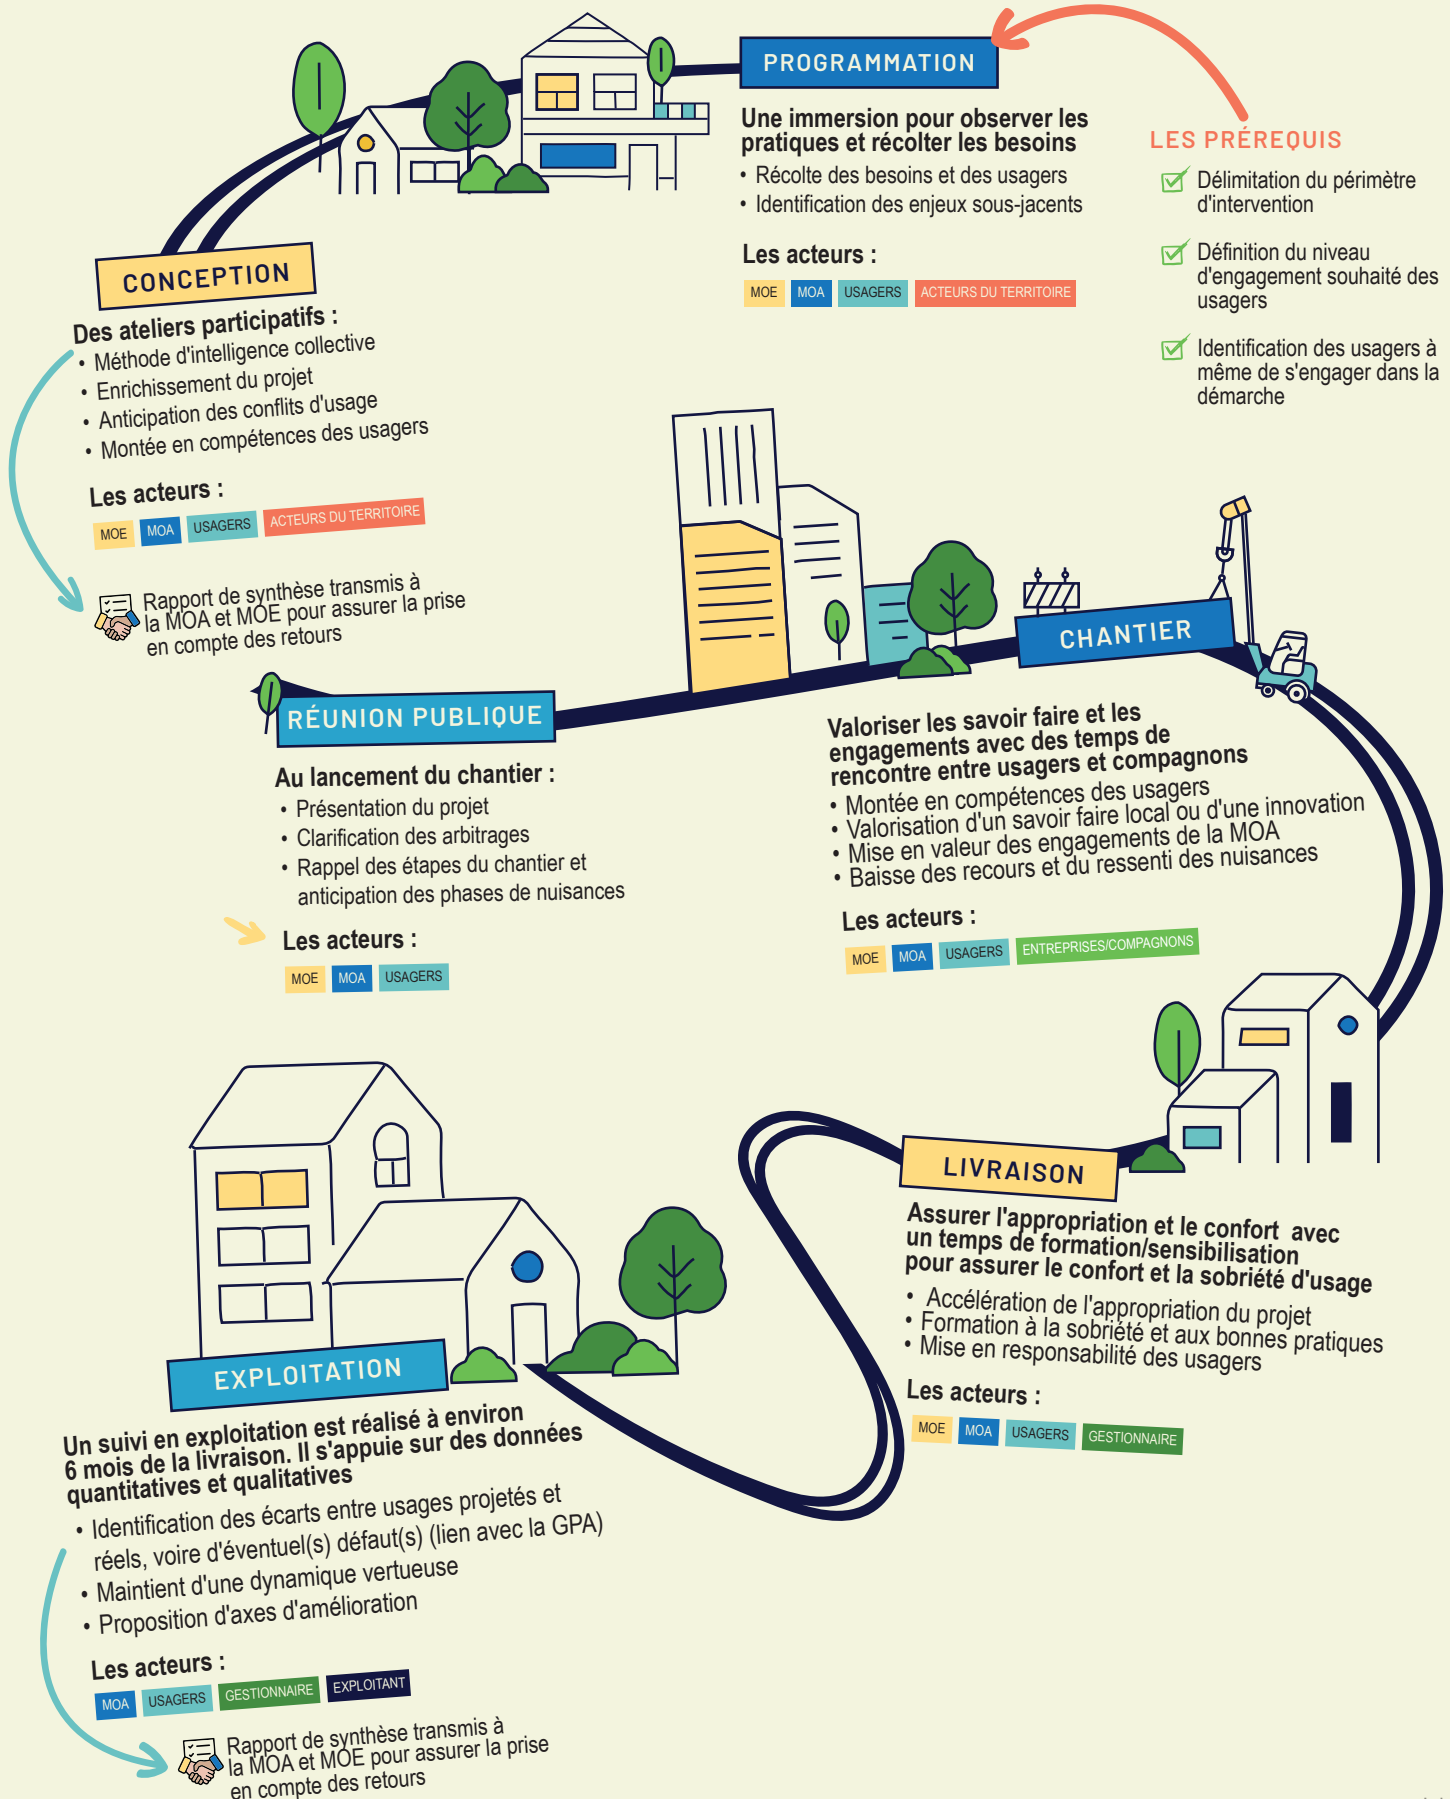 PROGRAMMATION
Une immersion pour observer les
pratiques et récolter les besoins
• Récolte des besoins et des usagers
• Identification des enjeux sous-jacents
Les acteurs :
MOE MOA USAGERS ACTEURS DU TERRITOIRE
LES PRÉREQUIS
Délimitation du périmètre
d'intervention
Définition du niveau
d'engagement souhaité des
usagers
Identification des usagers à
même de s'engager dans la
démarche
CONCEPTION
Des ateliers participatifs :
• Méthode d'intelligence collective
• Enrichissement du projet
• Anticipation des conflits d'usage
• Montée en compétences des usagers
Les acteurs :
MOE MOA USAGERS ACTEURS DU TERRITOIRE
Rapport de synthèse transmis à
la MOA et MOE pour assurer la prise
en compte des retours
RÉUNION PUBLIQUE
Au lancement du chantier :
• Présentation du projet
• Clarification des arbitrages
• Rappel des étapes du chantier et
anticipation des phases de nuisances
Les acteurs :
MOE MOA USAGERS
CHANTIER
Valoriser les savoir faire et les
engagements avec des temps de
rencontre entre usagers et compagnons
• Montée en compétences des usagers
• Valorisation d'un savoir faire local ou d'une innovation
• Mise en valeur des engagements de la MOA
• Baisse des recours et du ressenti des nuisances
Les acteurs :
MOE MOA USAGERS ENTREPRISES/COMPAGNONS
LIVRAISON
Assurer l'appropriation et le confort avec
un temps de formation/sensibilisation
pour assurer le confort et la sobriété d'usage
• Accélération de l'appropriation du projet
• Formation à la sobriété et aux bonnes pratiques
• Mise en responsabilité des usagers
Les acteurs :
MOE MOA USAGERS GESTIONNAIRE
EXPLOITATION
Un suivi en exploitation est réalisé à environ
6 mois de la livraison. Il s'appuie sur des données
quantitatives et qualitatives
• Identification des écarts entre usages projetés et
réels, voire d'éventuel(s) défaut(s) (lien avec la GPA)
• Maintient d'une dynamique vertueuse
• Proposition d'axes d'amélioration
Les acteurs :
MOA USAGERS GESTIONNAIRE EXPLOITANT
Rapport de synthèse transmis à
la MOA et MOE pour assurer la prise
en compte des retours